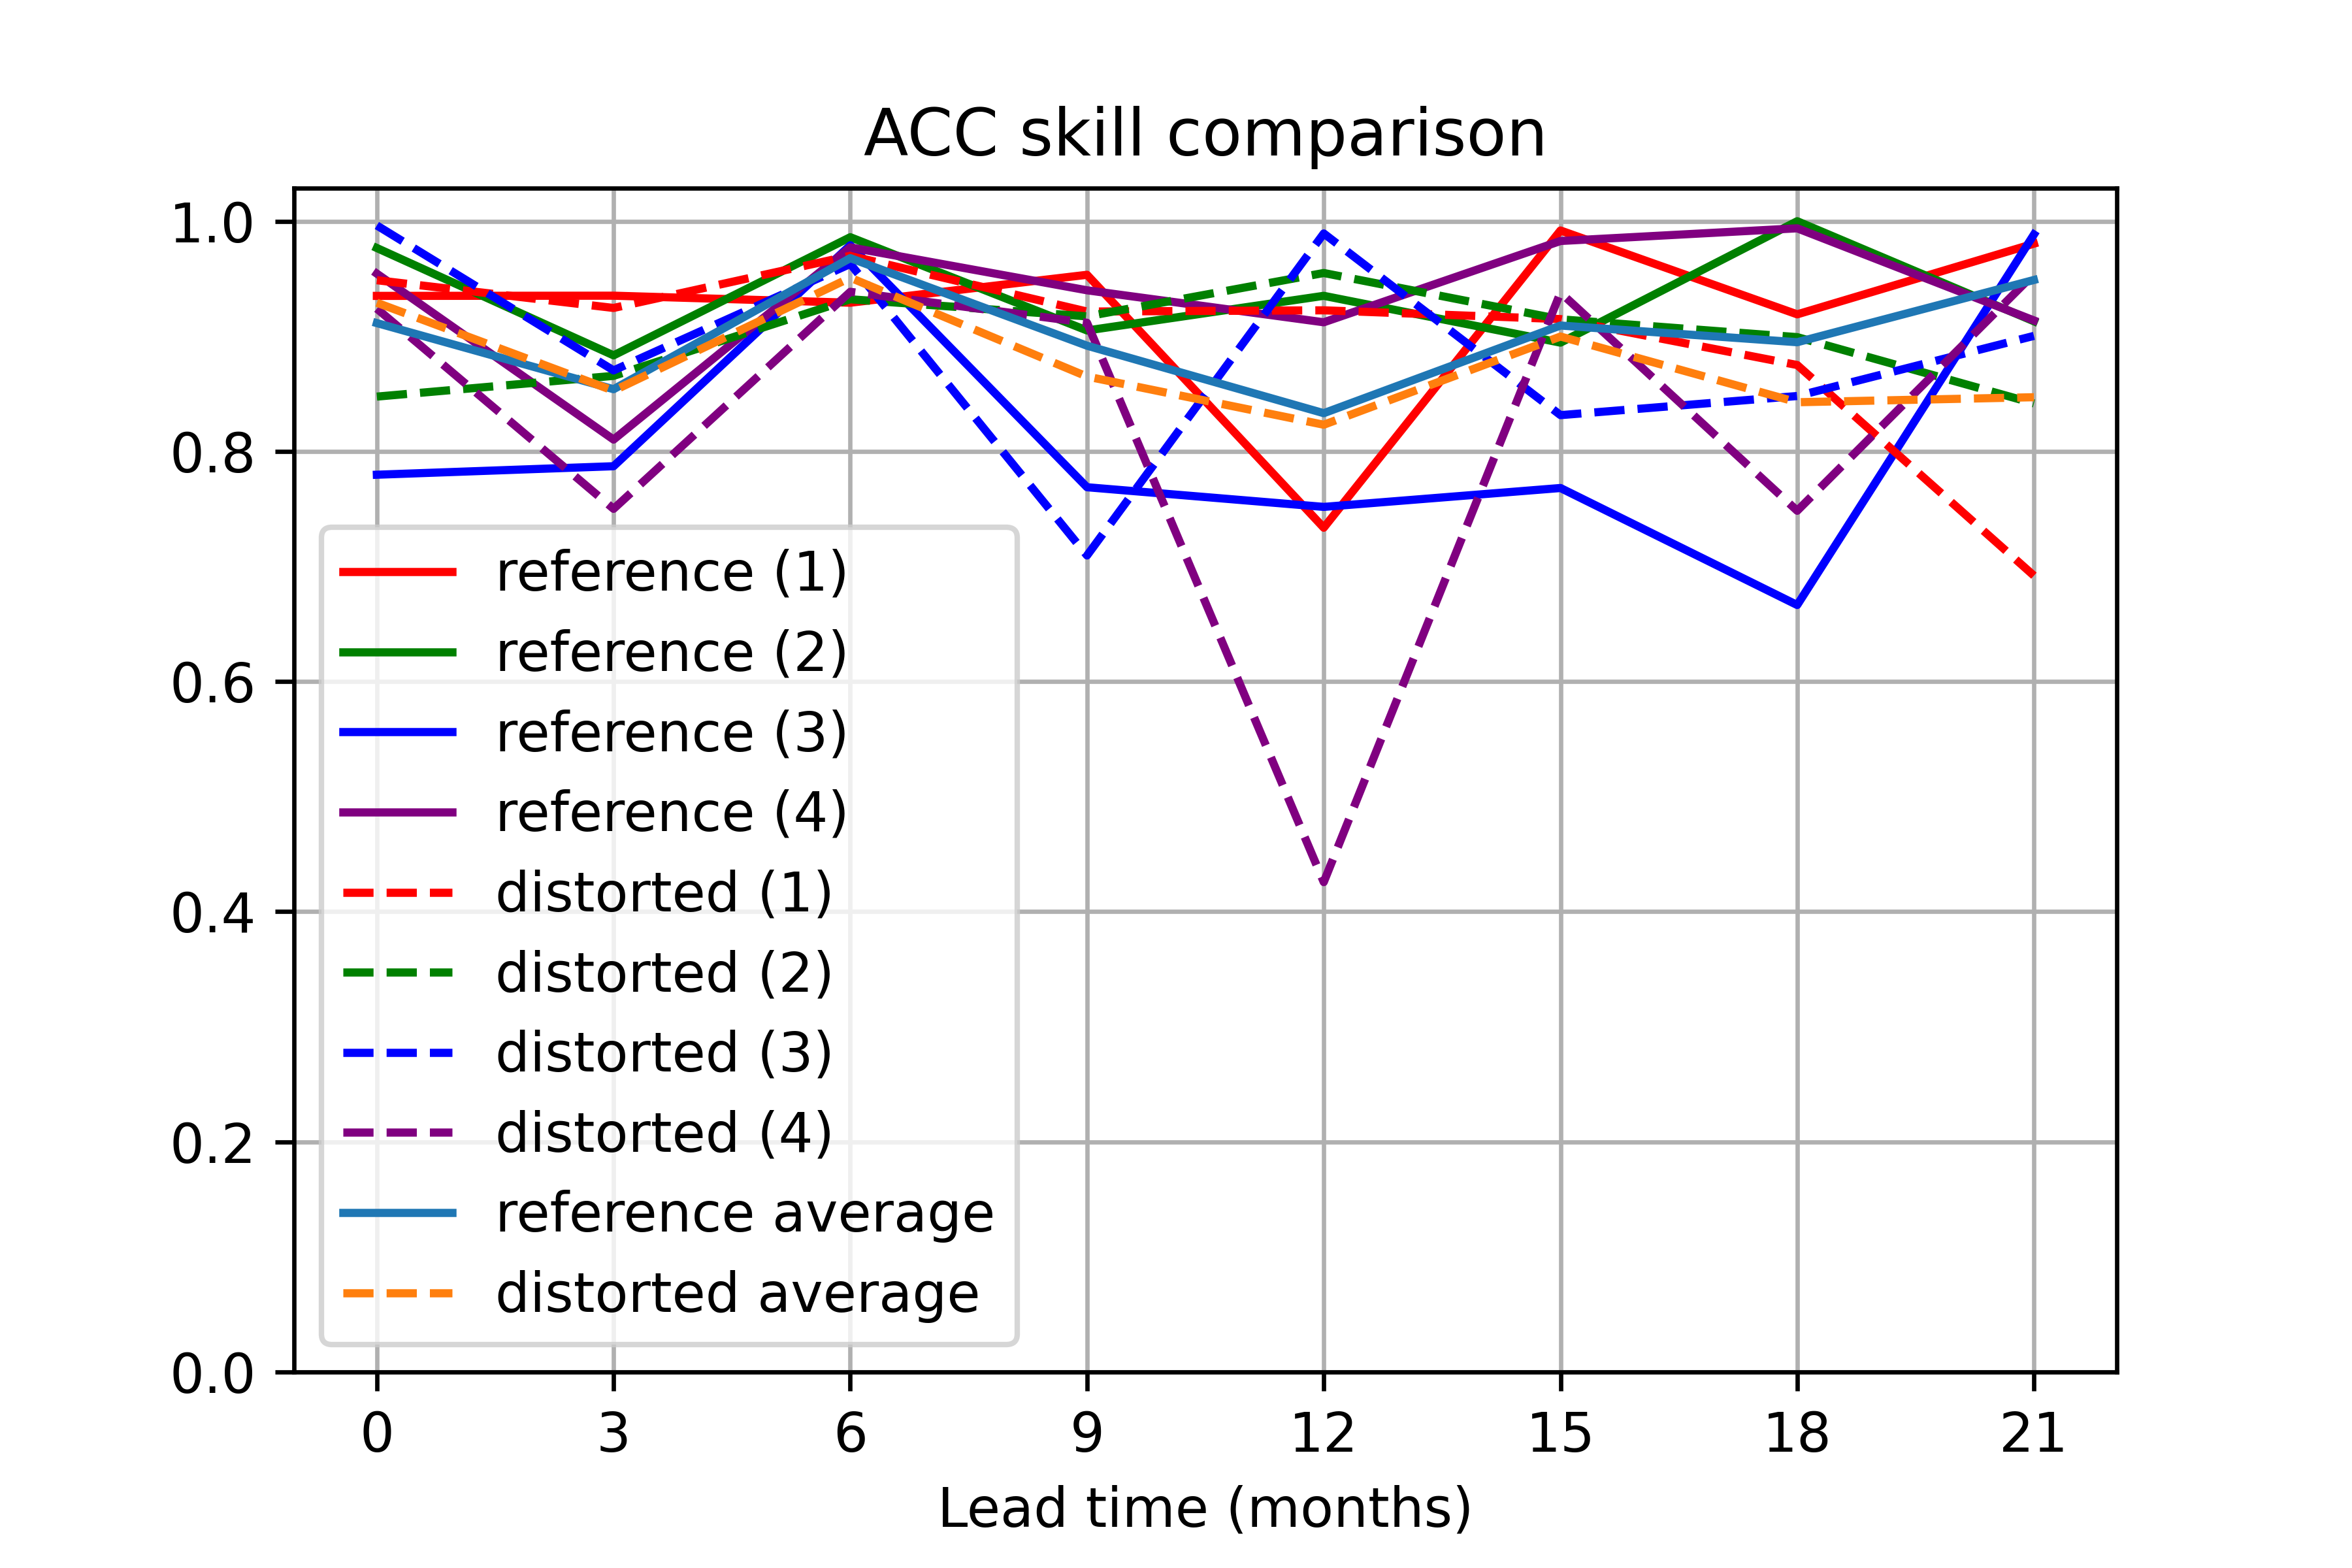 ACC skill comparison
1.0
0.8
0.6
0.4
0.2
0.0
reference (1)
reference (2)
reference (3)
reference (4)
distorted (1)
distorted (2)
distorted (3)
distorted (4)
reference average
distorted average
0 3 6 9 12 15 18 21
Lead time (months)